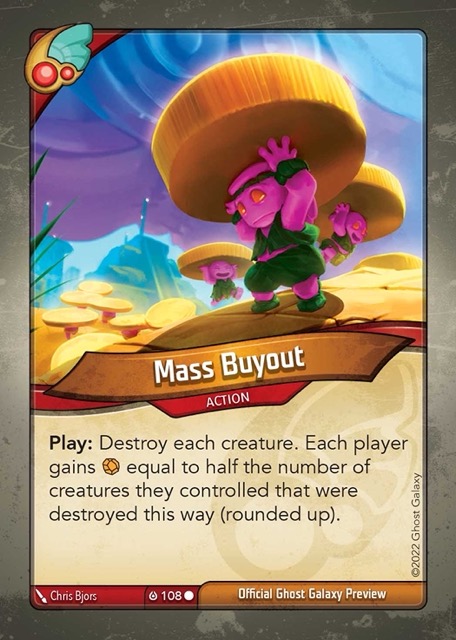 Mass Buyout
ACTION
Play: Destroy each creature. Each player
gains equal to half the number of
creatures they controlled that were
destroyed this way (rounded up).
©2022 Ghost Galaxy
Chris Bjors
108
Official Ghost Galaxy Preview